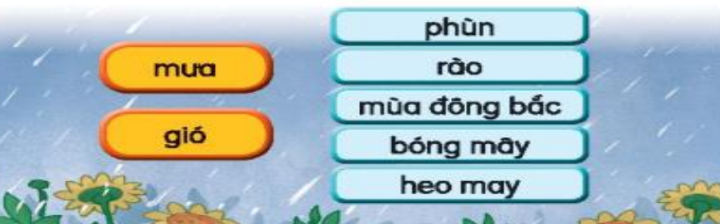 mưa
gió
phùn
rào
mùa đông bắc
bóng mây
heo may